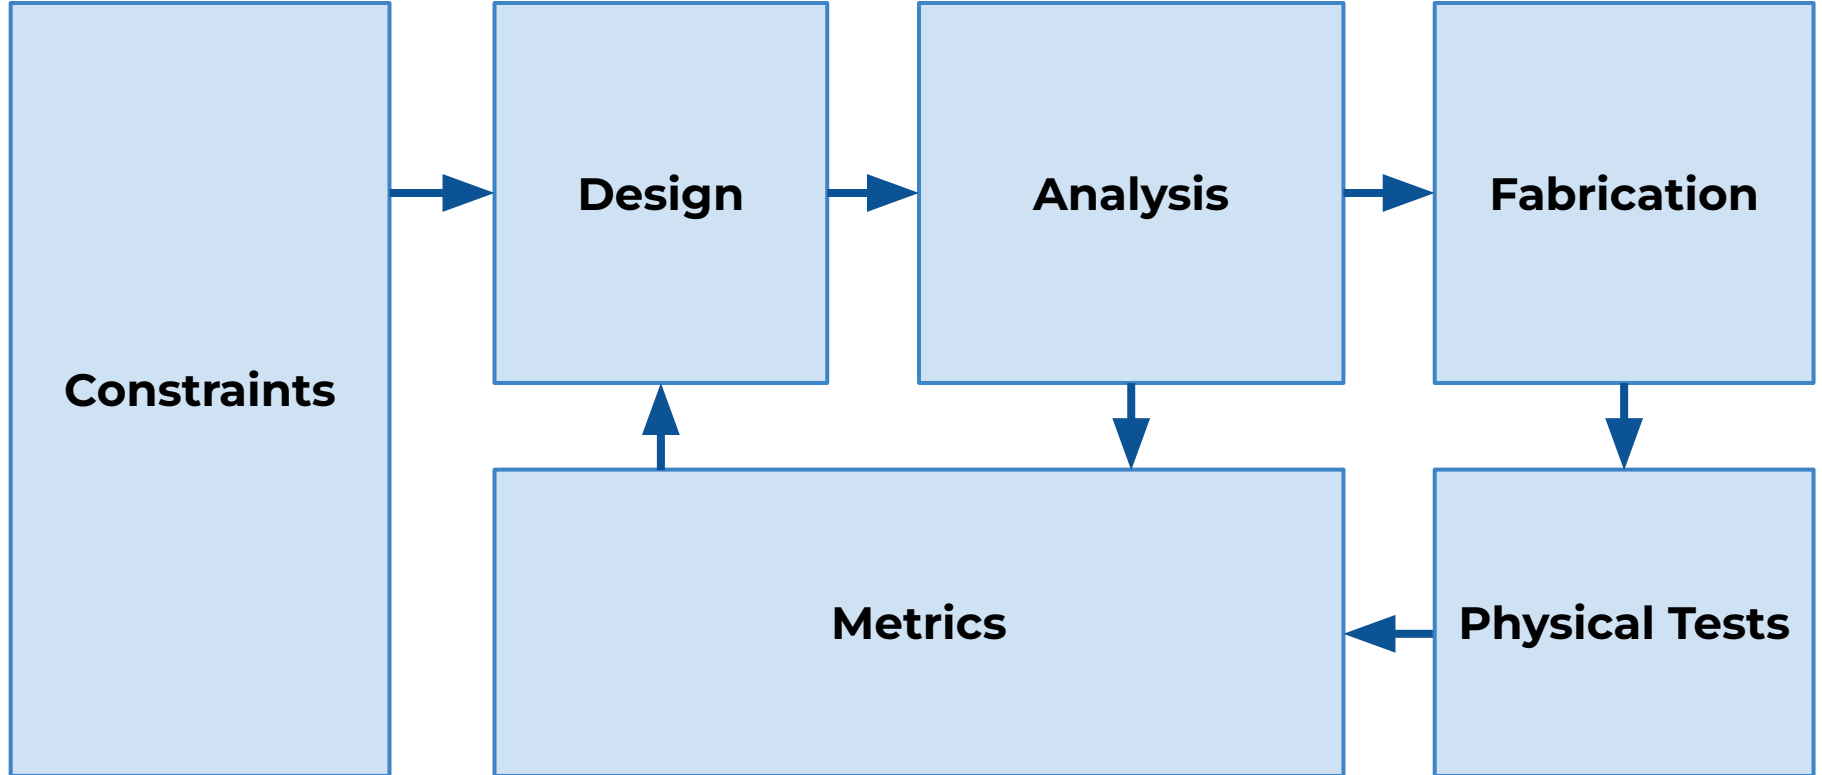 Constraints
Design
Analysis
Fabrication
Metrics
Physical Tests